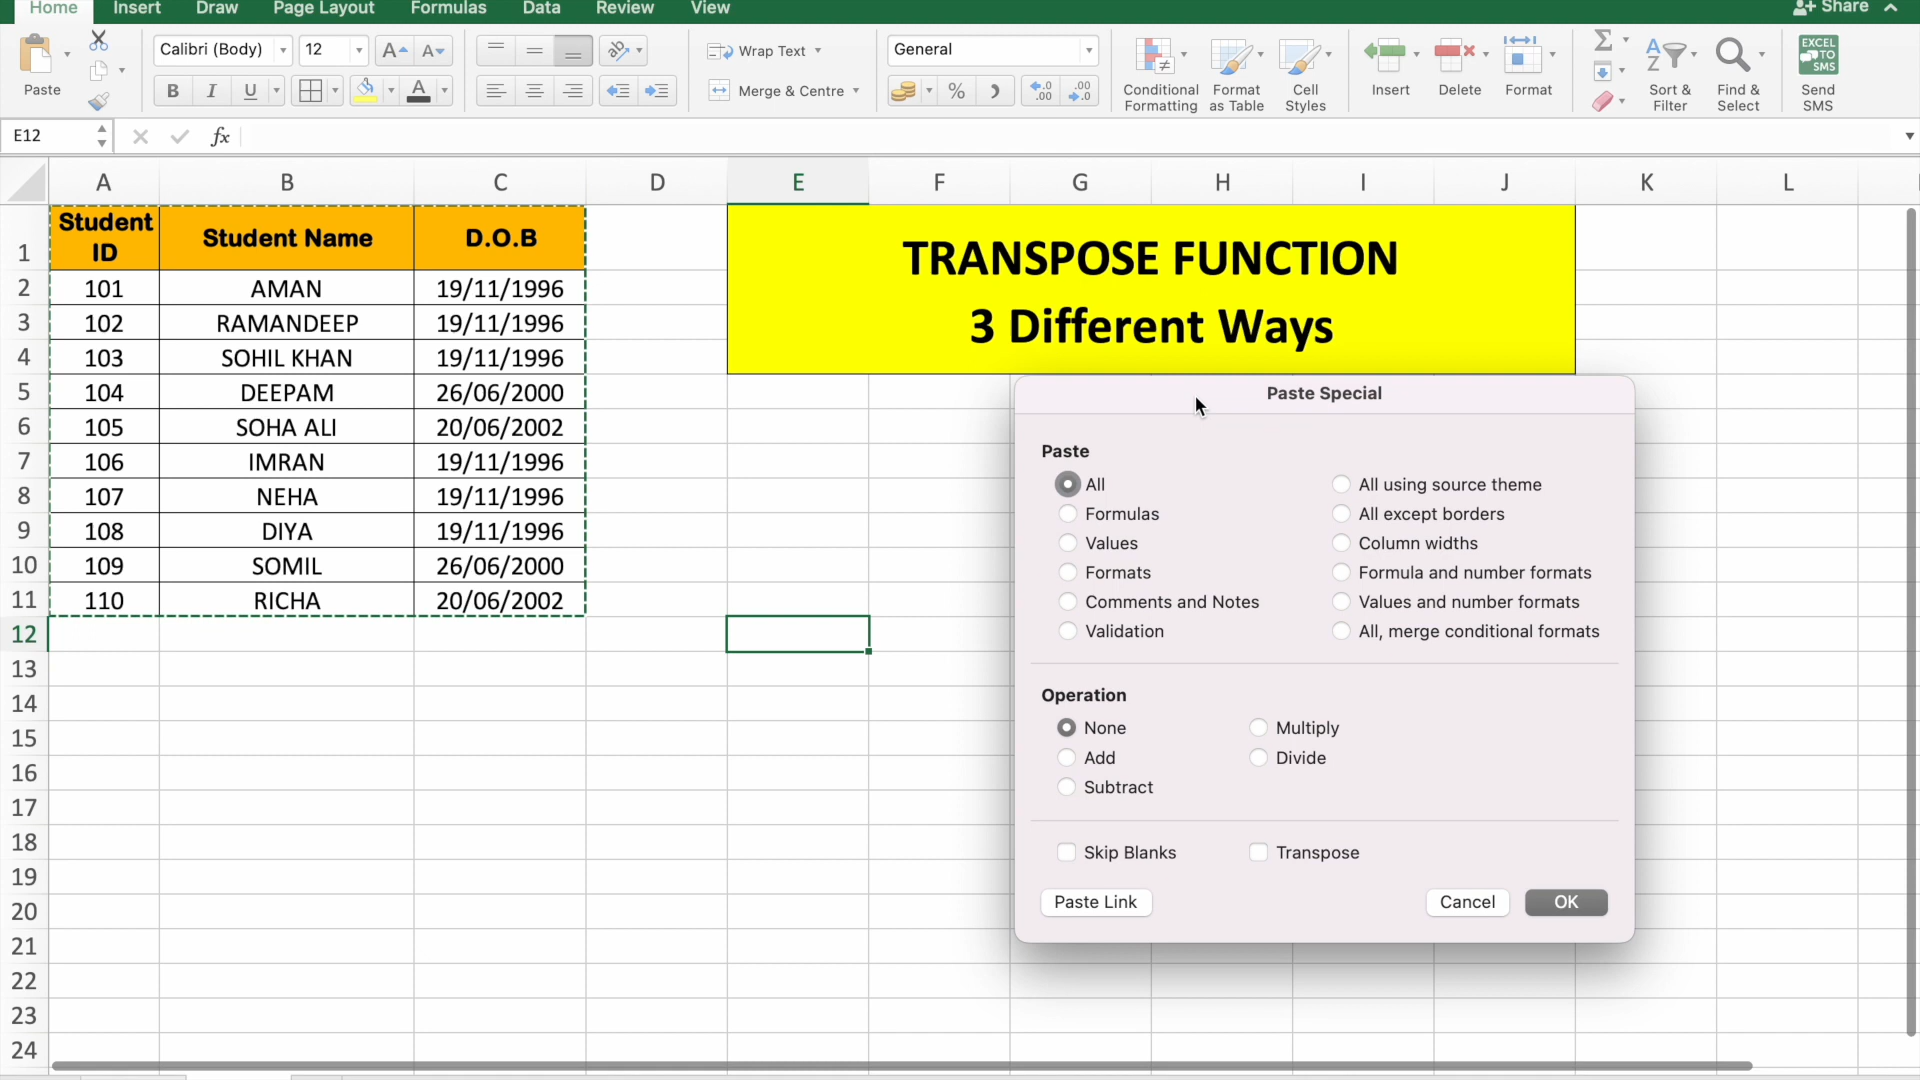 Home Insert Draw Page Layout Formulas Data Review View Share
Calibri (Body) 12 A A Wrap Text General
Paste B I U A Merge & Centre % Conditional Formatting Format as Table Cell Styles Insert Delete Format Sort & Filter Find & Select EXCEL TO SMS Send SMS
E12 fx
A B C D E F G H I J K L
1 Student ID Student Name D.O.B
TRANSPOSE FUNCTION
3 Different Ways
2 101 AMAN 19/11/1996
3 102 RAMANDEEP 19/11/1996
4 103 SOHIL KHAN 19/11/1996
5 104 DEEPAM 26/06/2000
6 105 SOHA ALI 20/06/2002
7 106 IMRAN 19/11/1996
8 107 NEHA 19/11/1996
9 108 DIYA 19/11/1996
10 109 SOMIL 26/06/2000
11 110 RICHA 20/06/2002
12
13
14
15
16
17
18
19
20
21
22
23
24
Paste Special
Paste
All All using source theme
Formulas All except borders
Values Column widths
Formats Formula and number formats
Comments and Notes Values and number formats
Validation All, merge conditional formats
Operation
None Multiply
Add Divide
Subtract
Skip Blanks Transpose
Paste Link Cancel OK